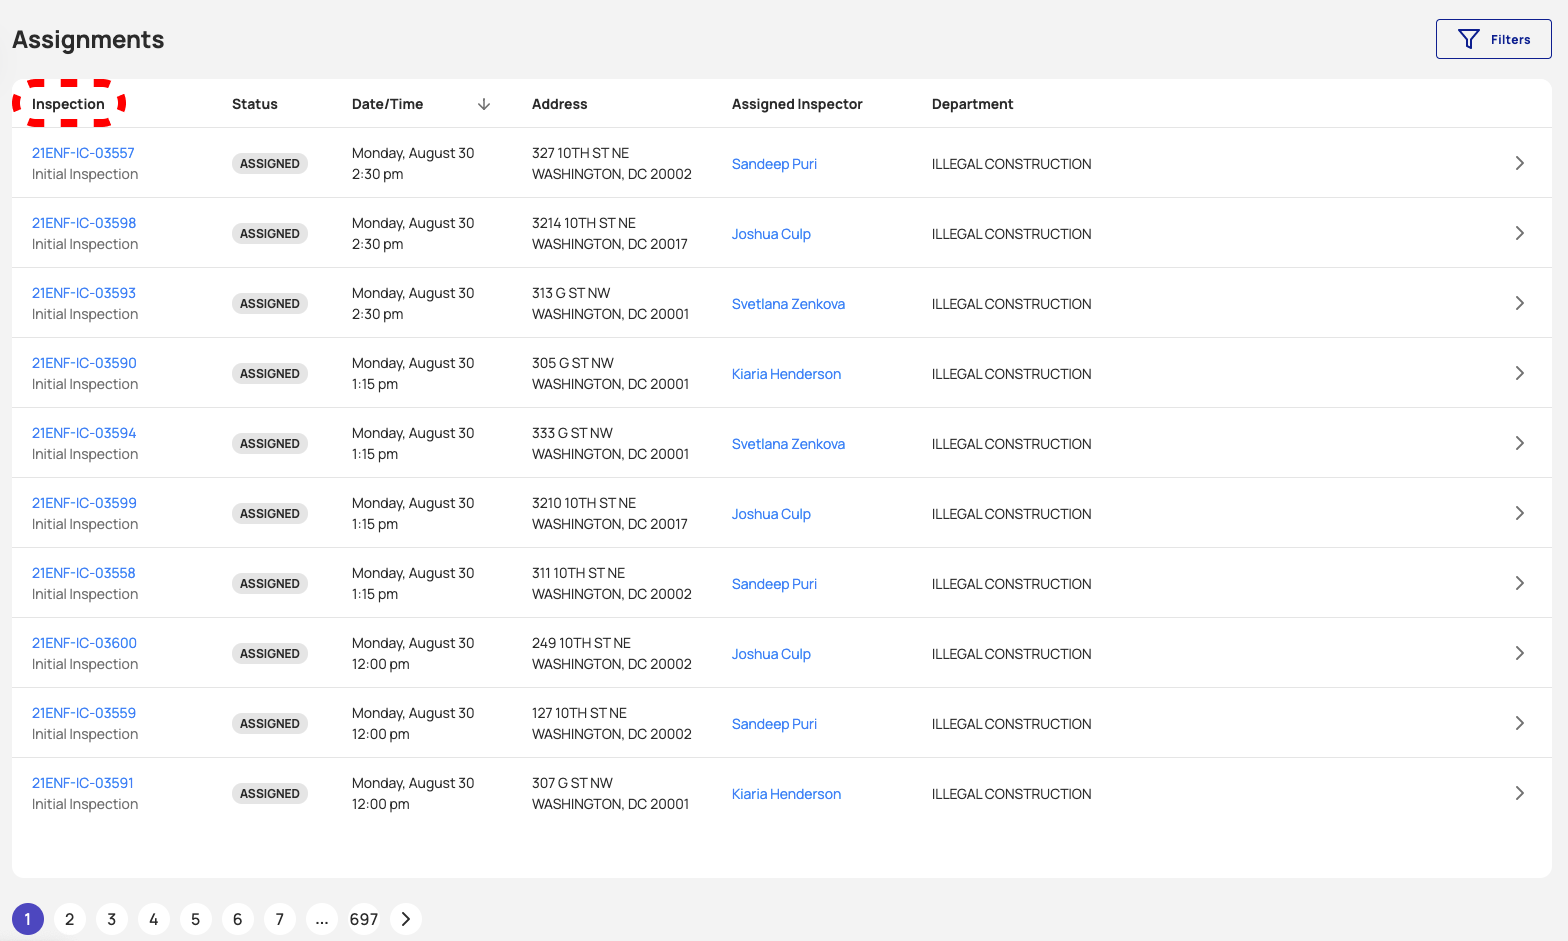 Assignments
Filters
Inspection Status Date/Time Address Assigned Inspector Department
21ENF-IC-03557
Initial Inspection
ASSIGNED
Monday, August 30
2:30 pm
327 10TH ST NE
WASHINGTON, DC 20002
Sandeep Puri
ILLEGAL CONSTRUCTION
21ENF-IC-03598
Initial Inspection
ASSIGNED
Monday, August 30
2:30 pm
3214 10TH ST NE
WASHINGTON, DC 20017
Joshua Culp
ILLEGAL CONSTRUCTION
21ENF-IC-03593
Initial Inspection
ASSIGNED
Monday, August 30
2:30 pm
313 G ST NW
WASHINGTON, DC 20001
Svetlana Zenkova
ILLEGAL CONSTRUCTION
21ENF-IC-03590
Initial Inspection
ASSIGNED
Monday, August 30
1:15 pm
305 G ST NW
WASHINGTON, DC 20001
Kiaria Henderson
ILLEGAL CONSTRUCTION
21ENF-IC-03594
Initial Inspection
ASSIGNED
Monday, August 30
1:15 pm
333 G ST NW
WASHINGTON, DC 20001
Svetlana Zenkova
ILLEGAL CONSTRUCTION
21ENF-IC-03599
Initial Inspection
ASSIGNED
Monday, August 30
1:15 pm
3210 10TH ST NE
WASHINGTON, DC 20017
Joshua Culp
ILLEGAL CONSTRUCTION
21ENF-IC-03558
Initial Inspection
ASSIGNED
Monday, August 30
1:15 pm
311 10TH ST NE
WASHINGTON, DC 20002
Sandeep Puri
ILLEGAL CONSTRUCTION
21ENF-IC-03600
Initial Inspection
ASSIGNED
Monday, August 30
12:00 pm
249 10TH ST NE
WASHINGTON, DC 20002
Joshua Culp
ILLEGAL CONSTRUCTION
21ENF-IC-03559
Initial Inspection
ASSIGNED
Monday, August 30
12:00 pm
127 10TH ST NE
WASHINGTON, DC 20002
Sandeep Puri
ILLEGAL CONSTRUCTION
21ENF-IC-03591
Initial Inspection
ASSIGNED
Monday, August 30
12:00 pm
307 G ST NW
WASHINGTON, DC 20001
Kiaria Henderson
ILLEGAL CONSTRUCTION
1 2 3 4 5 6 7 ... 697